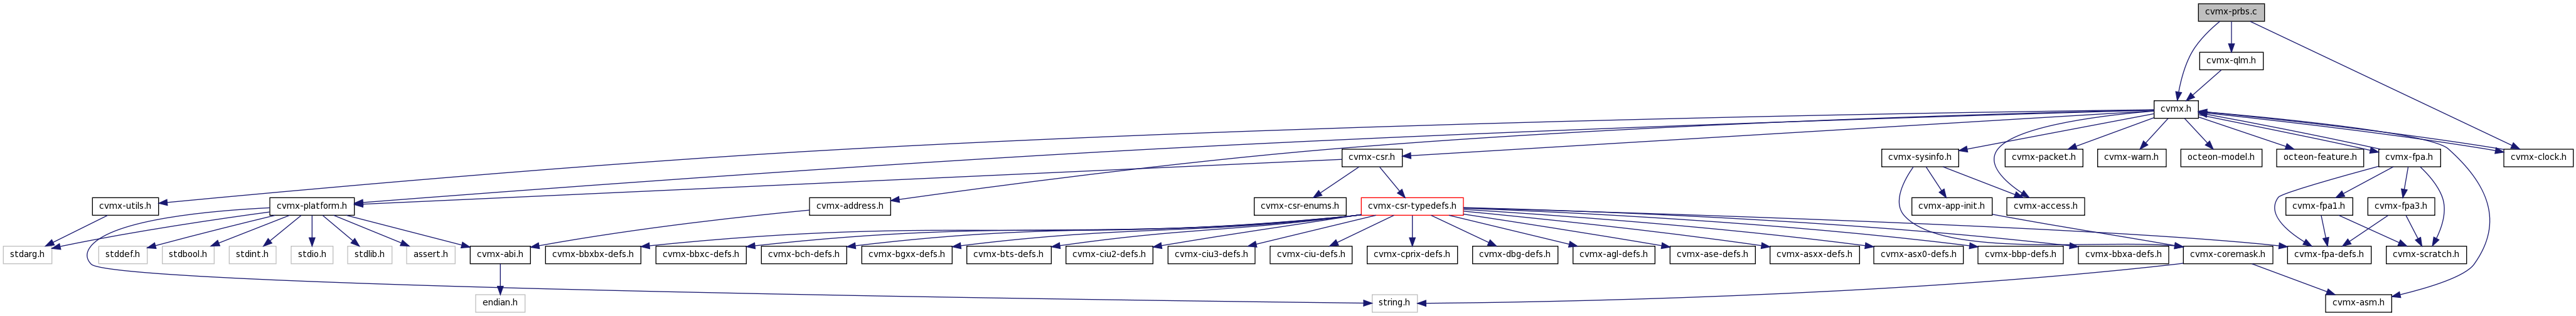 cvmx-prbs.c
cvmx-qlm.h
cvmx.h
cvmx-csr.h
cvmx-sysinfo.h
cvmx-packet.h
cvmx-warn.h
octeon-model.h
octeon-feature.h
cvmx-fpa.h
cvmx-clock.h
cvmx-utils.h
cvmx-platform.h
cvmx-address.h
cvmx-csr-enums.h
cvmx-csr-typedefs.h
cvmx-app-init.h
cvmx-access.h
cvmx-fpa1.h
cvmx-fpa3.h
stdarg.h
stddef.h
stdbool.h
stdint.h
stdio.h
stdlib.h
assert.h
cvmx-abi.h
cvmx-bbxbx-defs.h
cvmx-bbxc-defs.h
cvmx-bch-defs.h
cvmx-bgxx-defs.h
cvmx-bts-defs.h
cvmx-ciu2-defs.h
cvmx-ciu3-defs.h
cvmx-ciu-defs.h
cvmx-cprix-defs.h
cvmx-dbg-defs.h
cvmx-agl-defs.h
cvmx-ase-defs.h
cvmx-asxx-defs.h
cvmx-asx0-defs.h
cvmx-bbp-defs.h
cvmx-bbxa-defs.h
cvmx-coremask.h
cvmx-fpa-defs.h
cvmx-scratch.h
endian.h
string.h
cvmx-asm.h